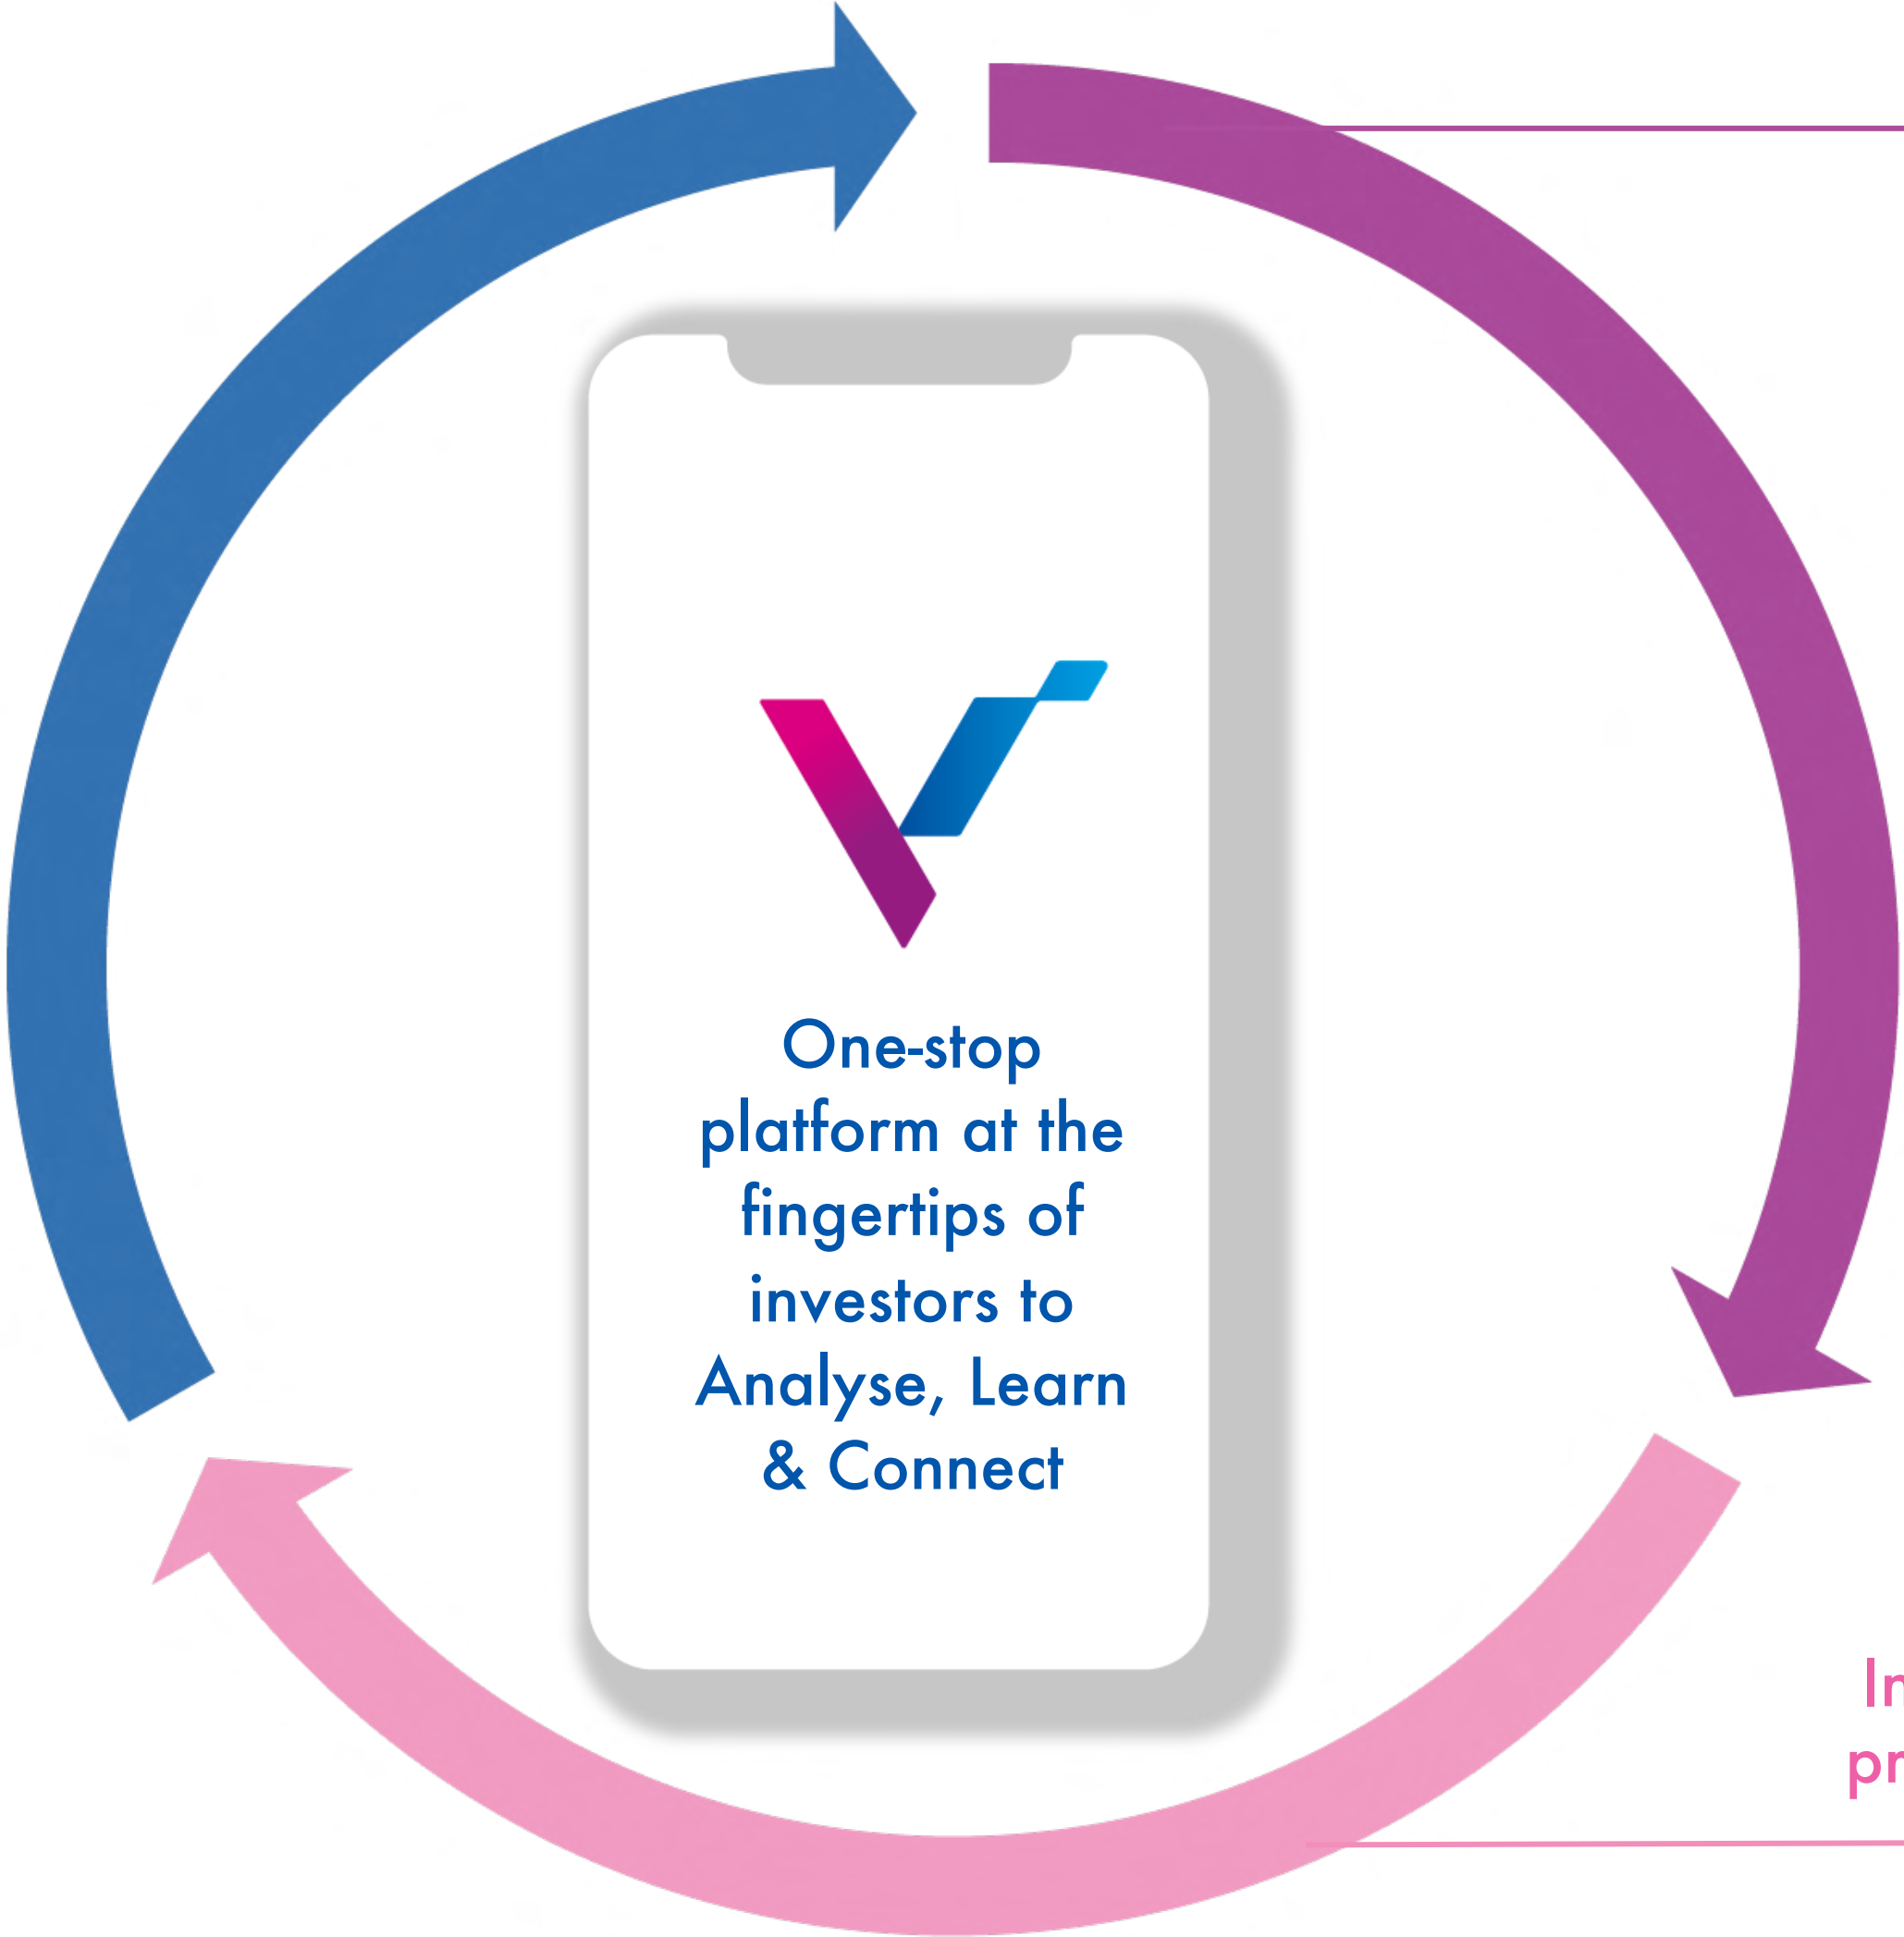 One-stop
platform at the
fingertips of
investors to
Analyse, Learn
& Connect